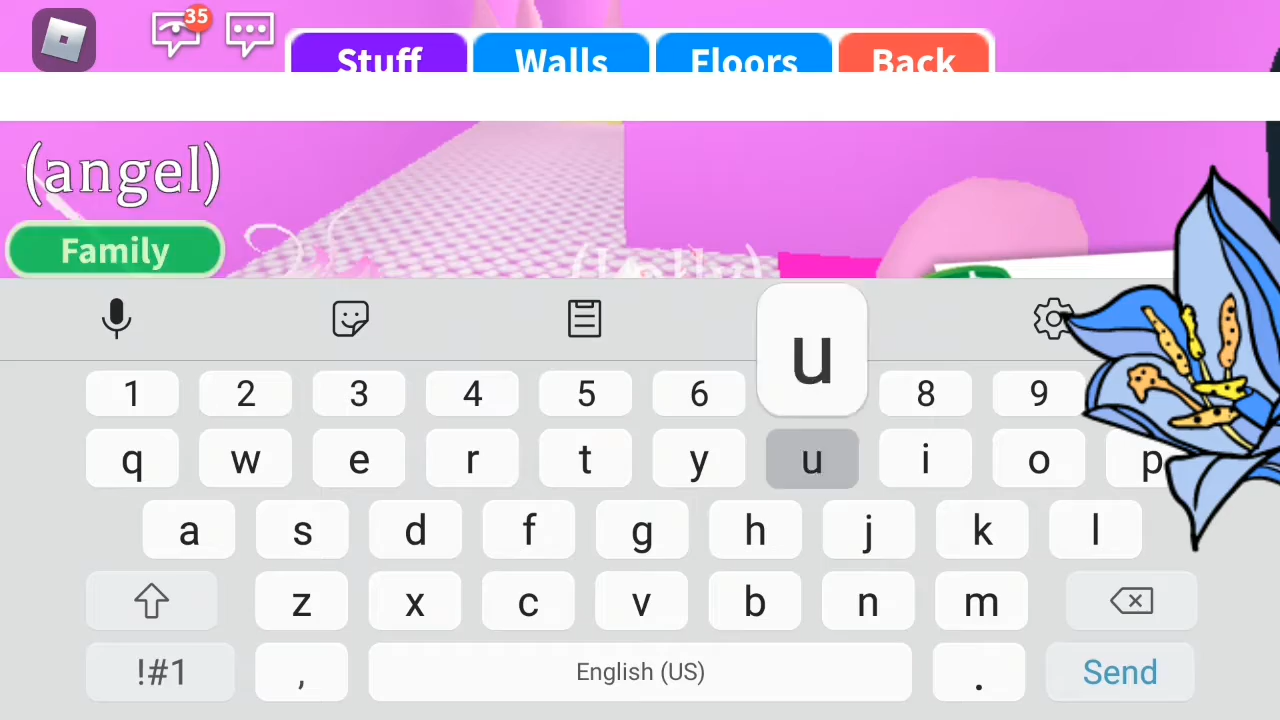 35
Stuff Walls Floors Back
(angel)
Family
u
1 2 3 4 5 6 8 9
q w e r t y u i o p
a s d f g h j k l
z x c v b n m
!#1 , English (US) . Send